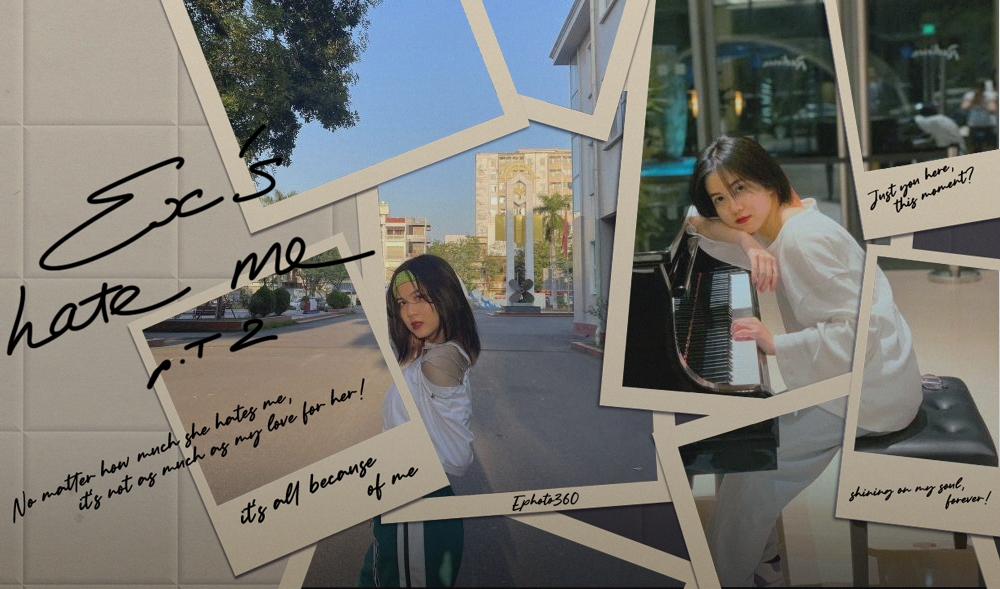 Ex's
hate me
p.T 2
No matter how much she hates me,
it's not as much as my love for her!
it's all because
of me
Ephoto360
Just you here,
this moment?
shining on my soul,
forever!